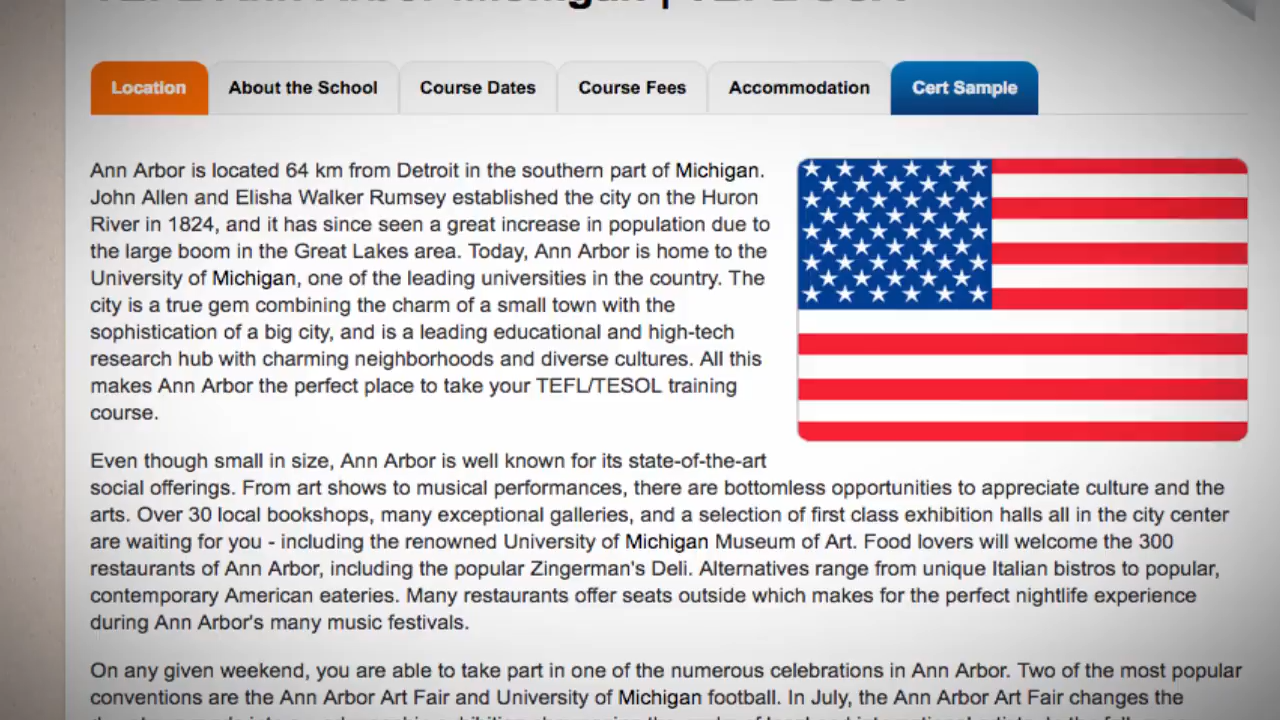 Location
About the School
Course Dates
Course Fees
Accommodation
Cert Sample
Ann Arbor is located 64 km from Detroit in the southern part of Michigan.
John Allen and Elisha Walker Rumsey established the city on the Huron
River in 1824, and it has since seen a great increase in population due to
the large boom in the Great Lakes area. Today, Ann Arbor is home to the
University of Michigan, one of the leading universities in the country. The
city is a true gem combining the charm of a small town with the
sophistication of a big city, and is a leading educational and high-tech
research hub with charming neighborhoods and diverse cultures. All this
makes Ann Arbor the perfect place to take your TEFL/TESOL training
course.
Even though small in size, Ann Arbor is well known for its state-of-the-art
social offerings. From art shows to musical performances, there are bottomless opportunities to appreciate culture and the
arts. Over 30 local bookshops, many exceptional galleries, and a selection of first class exhibition halls all in the city center
are waiting for you - including the renowned University of Michigan Museum of Art. Food lovers will welcome the 300
restaurants of Ann Arbor, including the popular Zingerman's Deli. Alternatives range from unique Italian bistros to popular,
contemporary American eateries. Many restaurants offer seats outside which makes for the perfect nightlife experience
during Ann Arbor's many music festivals.
On any given weekend, you are able to take part in one of the numerous celebrations in Ann Arbor. Two of the most popular
conventions are the Ann Arbor Art Fair and University of Michigan football. In July, the Ann Arbor Art Fair changes the